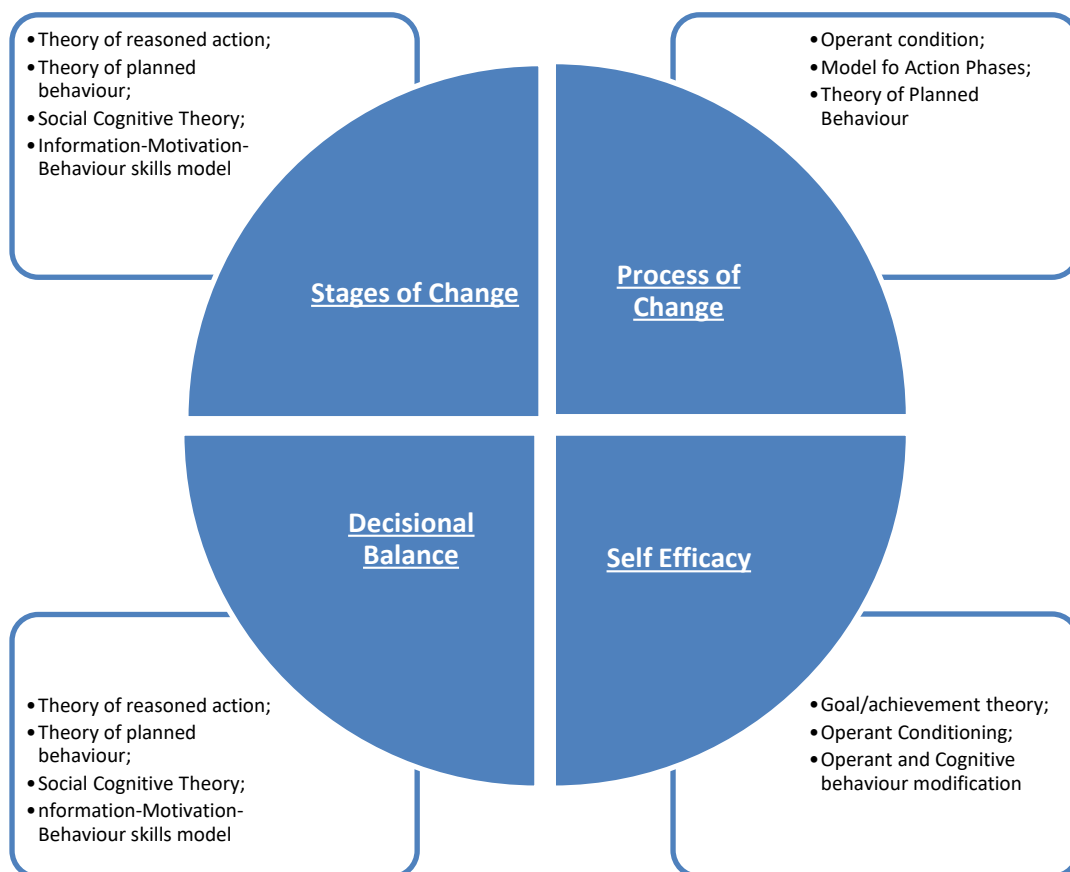 •Theory of reasoned action;
•Theory of planned
behaviour;
•Social Cognitive Theory;
•Information-Motivation-
Behaviour skills model
•Operant condition;
•Model fo Action Phases;
•Theory of Planned
Behaviour
Stages of Change
Process of
Change
Decisional
Balance
Self Efficacy
•Theory of reasoned action;
•Theory of planned
behaviour;
•Social Cognitive Theory;
•nformation-Motivation-
Behaviour skills model
•Goal/achievement theory;
•Operant Conditioning;
•Operant and Cognitive
behaviour modification